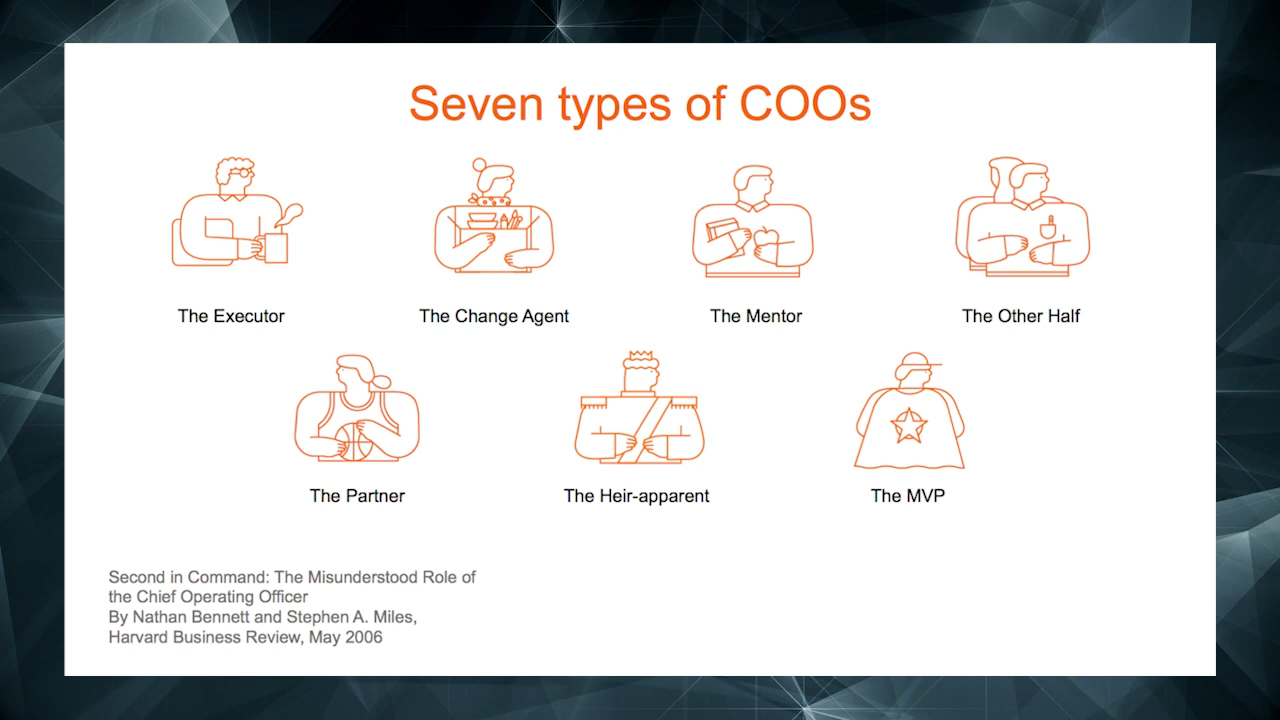 Seven types of COOs
The Executor
The Change Agent
The Mentor
The Other Half
The Partner
The Heir-apparent
The MVP
Second in Command: The Misunderstood Role of
the Chief Operating Officer
By Nathan Bennett and Stephen A. Miles,
Harvard Business Review, May 2006